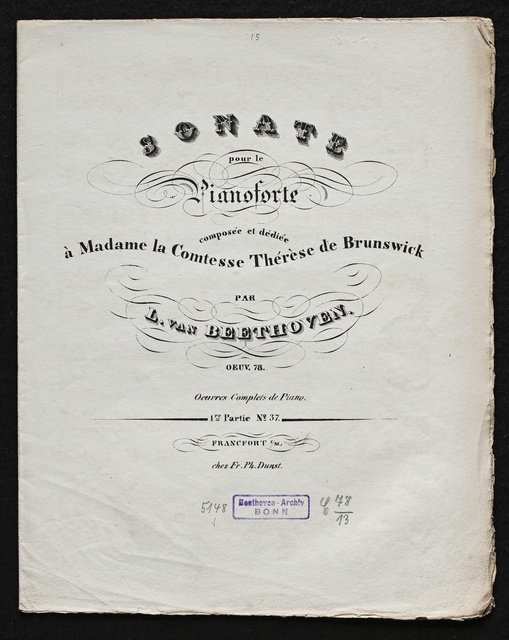 15
SONATE
pour le
Pianoforte
composée et dédiée
à Madame la Comtesse Thérèse de Brunswick
PAR
L. VAN BEETHOVEN.
OEUV. 78.
Oeuvres Complets de Piano.
1re Partie No. 37.
FRANCFORT s/m.
chez Fr. Ph. Dunst.
5148
Beethoven-Archiv
BONN
78
13